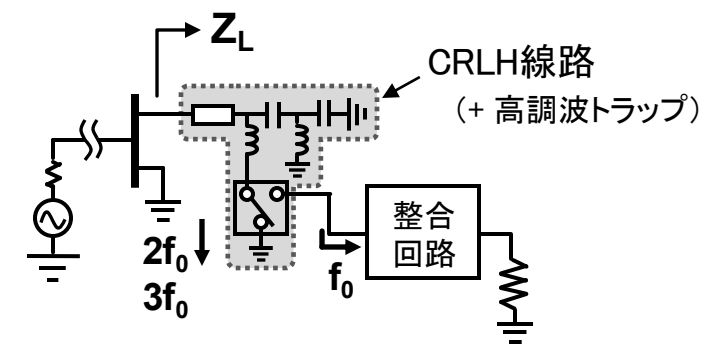 Z_L
CRLH線路
(+ 高調波トラップ)
整合
回路
2f₀
3f₀
f₀